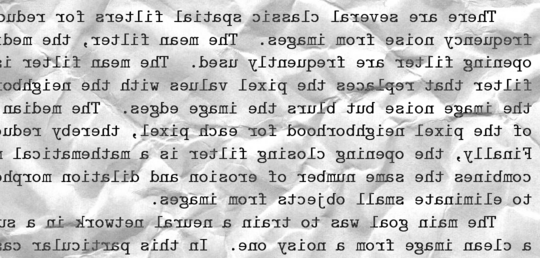 There are several classic spatial filters for reduc
frequency noise from images. The mean filter, the medi
opening filter are frequently used. The mean filter is
filter that replaces the pixel values with the neighbor
the image noise but blurs the image edges. The median
of the pixel neighborhood for each pixel, thereby reduc
Finally, the opening closing filter is a mathematical
combines the same number of erosion and dilation morpho
to eliminate small objects from images.
The main goal was to train a neural network in a su
a clean image from a noisy one. In this particular cas